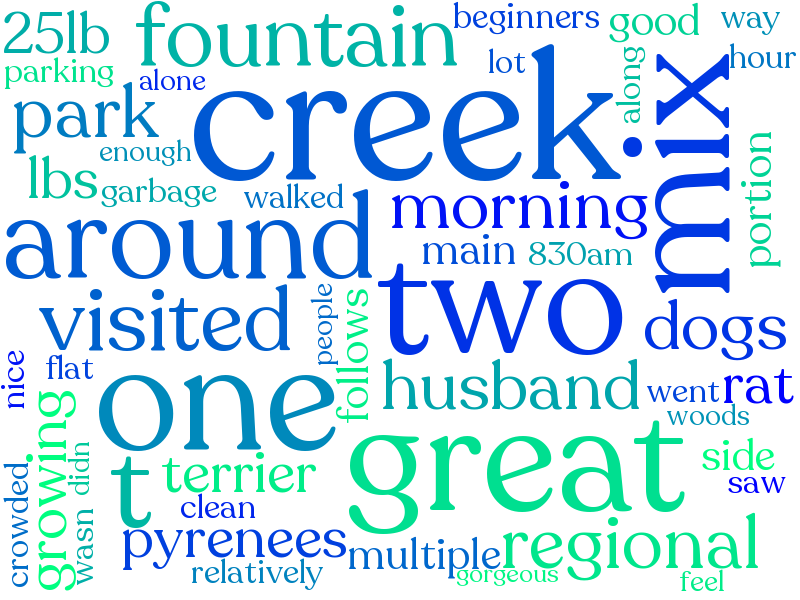 25lb
fountain
beginners
good
way
parking
alone
lot
hour
along
creek
mix
park
enough
lbs
garbage
walked
morning
portion
around
main
830am
two
visited
people
follows
dogs
nice
flat
one
husband
went
rat
woods
growing
great
t
terrier
side
saw
crowded
didn
wasn
clean
pyrenees
multiple
regional
relatively
gorgeous
feel